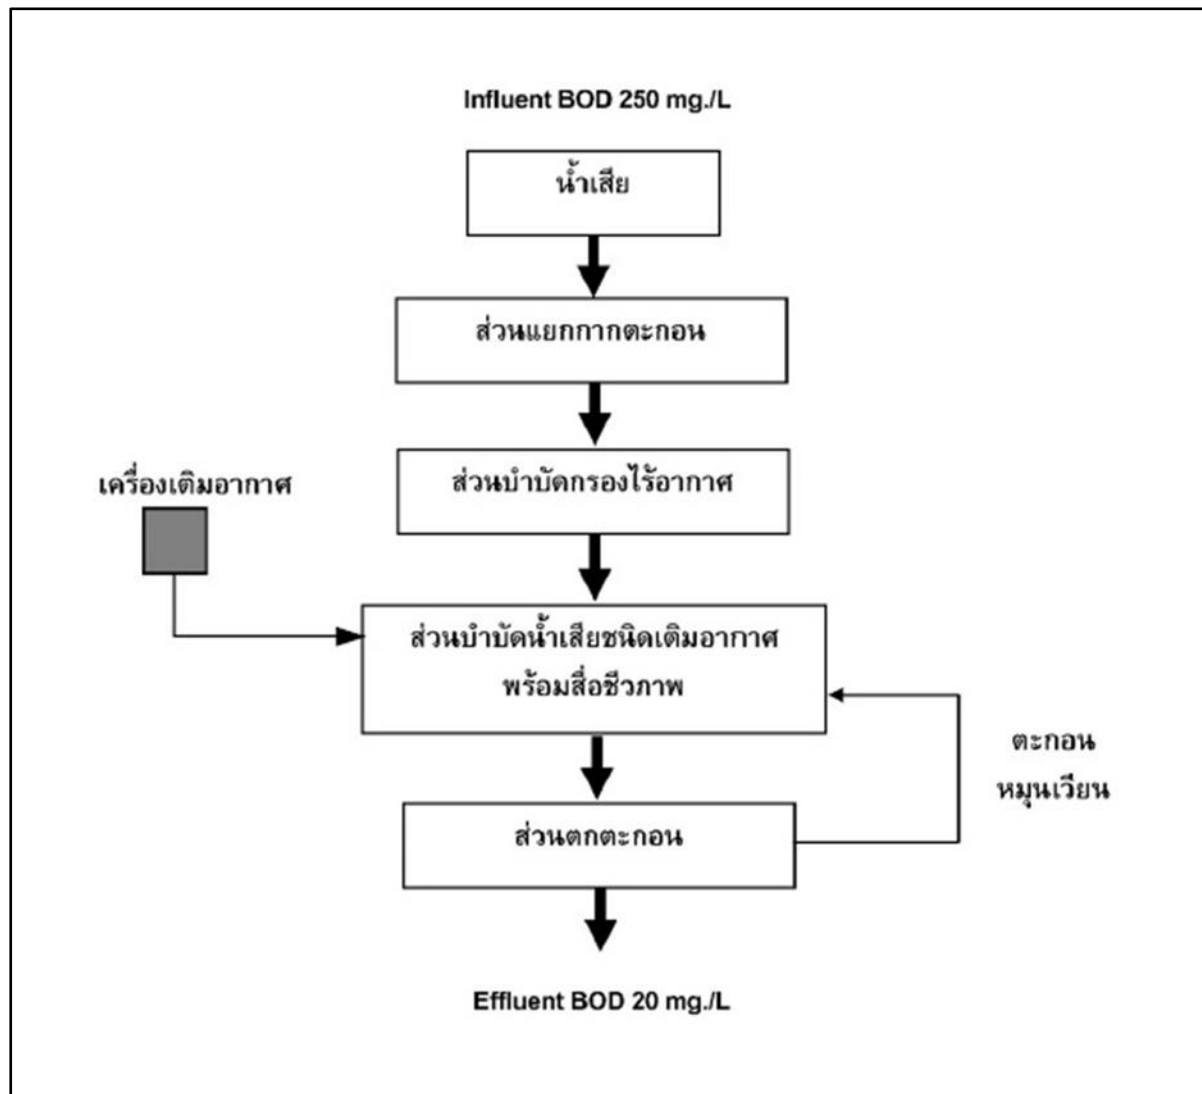 Influent BOD 250 mg./L
น้ำเสีย
ส่วนแยกกากตะกอน
ส่วนบำบัดกรองไร้อากาศ
เครื่องเติมอากาศ
ส่วนบำบัดน้ำเสียชนิดเติมอากาศ
พร้อมสื่อชีวภาพ
ตะกอน
หมุนเวียน
ส่วนตกตะกอน
Effluent BOD 20 mg./L